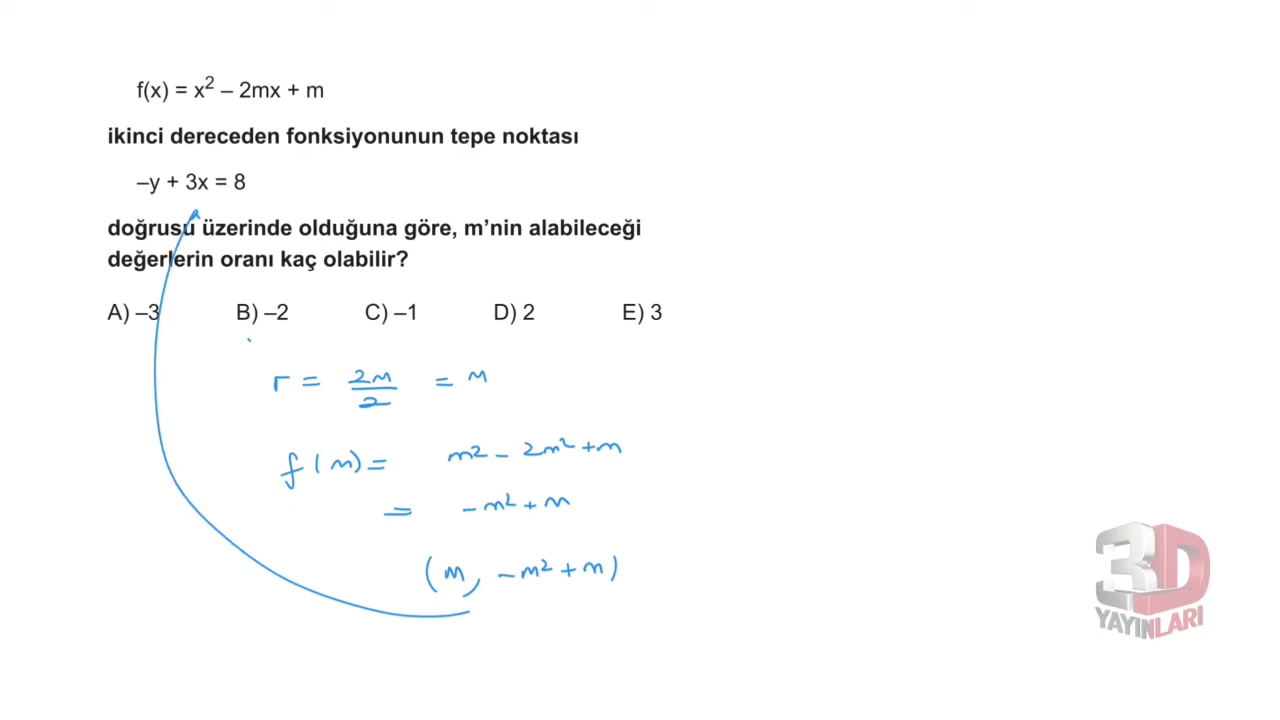 f(x) = x² – 2mx + m
ikinci dereceden fonksiyonunun tepe noktası
–y + 3x = 8
doğrusu üzerinde olduğuna göre, m’nin alabileceği
değerlerin oranı kaç olabilir?
A) –3 B) –2 C) –1 D) 2 E) 3
r = 2m/2 = m
f(m) = m² – 2m² + m
= –m² + m
(m, –m² + m)
3D
YAYINLARI